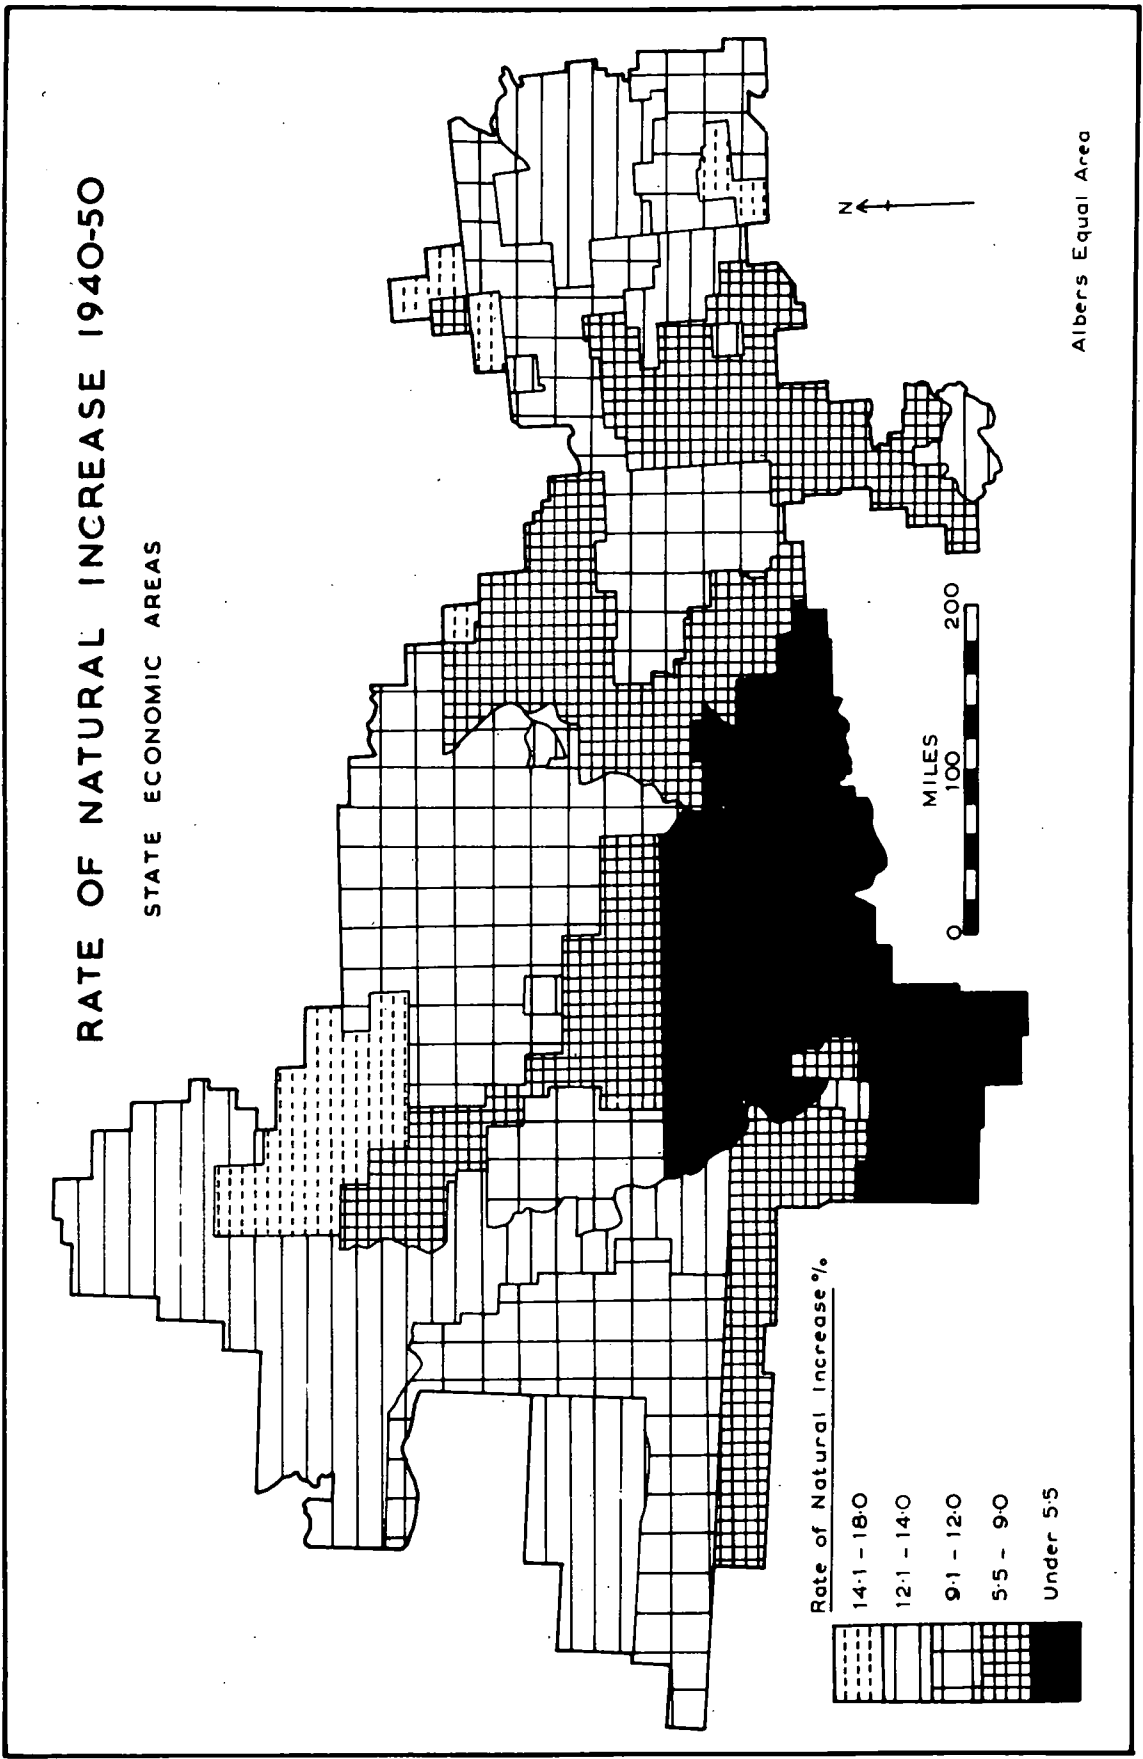 RATE OF NATURAL INCREASE 1940-50
STATE ECONOMIC AREAS
N
Albers Equal Area
MILES
0 100 200
Rate of Natural Increase %
14·1 – 18·0
12·1 – 14·0
9·1 – 12·0
5·5 – 9·0
Under 5·5